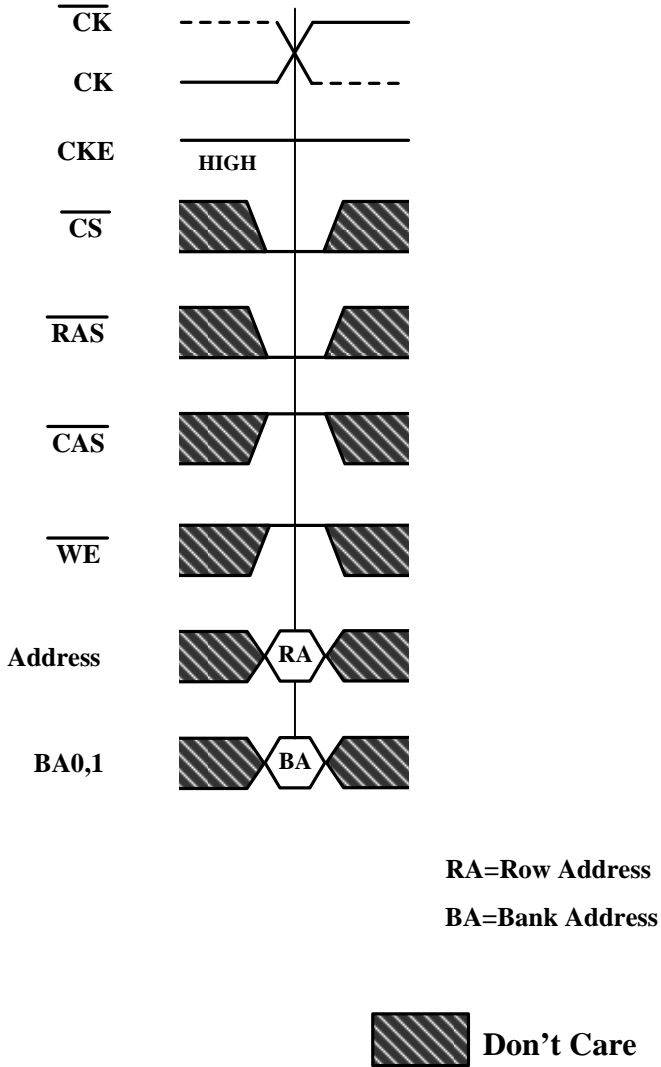 CK
CK
CKE
HIGH
CS
RAS
CAS
WE
Address
RA
BA0,1
BA
RA=Row Address
BA=Bank Address
Don't Care